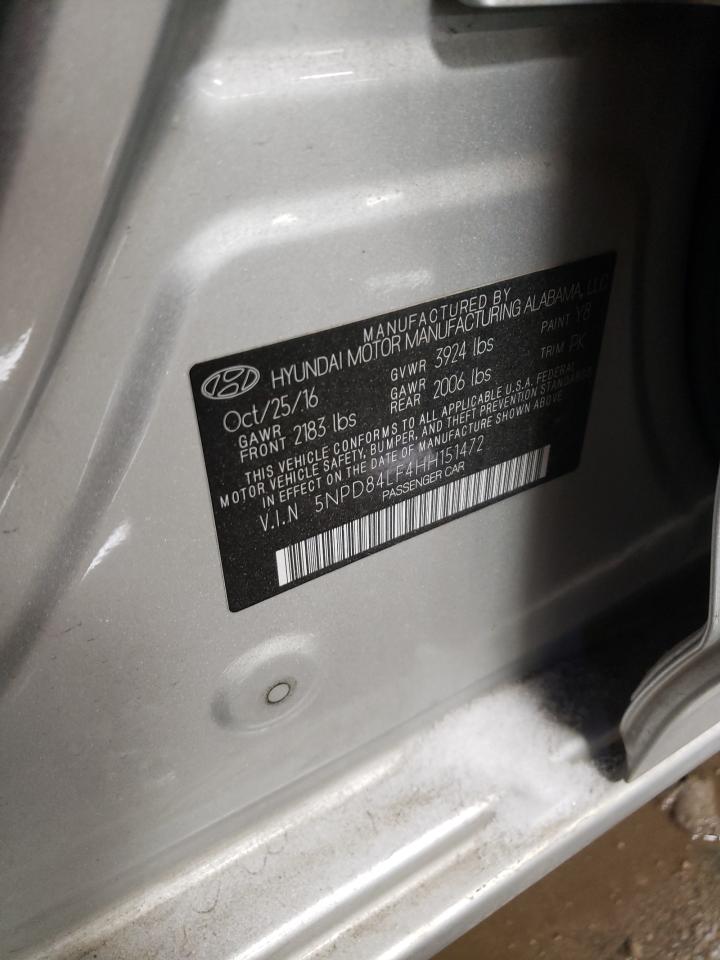 MANUFACTURED BY
HYUNDAI MOTOR MANUFACTURING ALABAMA, LLC
Oct/25/16 GVWR 3924 lbs PAINT Y8
GAWR FRONT 2183 lbs GAWR REAR 2006 lbs TRIM PK
THIS VEHICLE CONFORMS TO ALL APPLICABLE U.S.A. FEDERAL
MOTOR VEHICLE SAFETY, BUMPER, AND THEFT PREVENTION STANDARDS
IN EFFECT ON THE DATE OF MANUFACTURE SHOWN ABOVE
V.I.N 5NPD84LF4HH151472
PASSENGER CAR